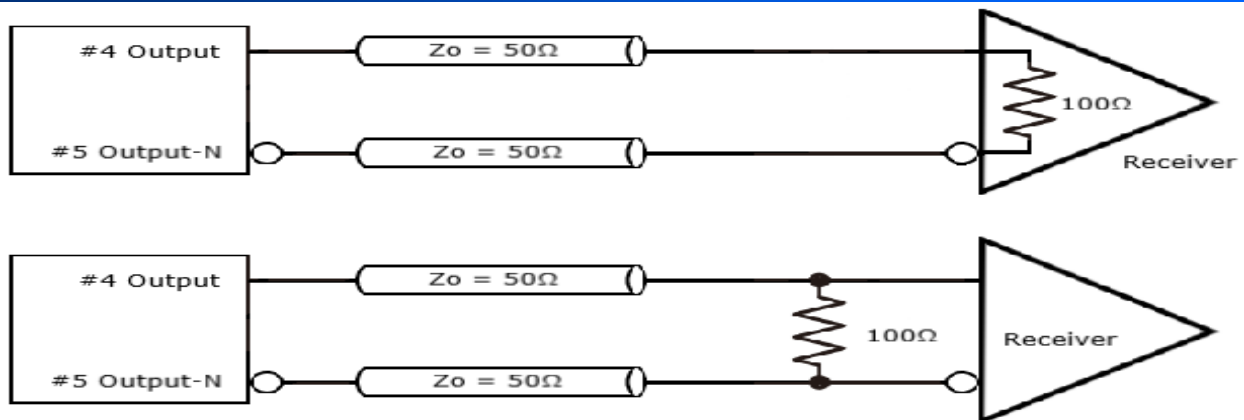 #4 Output
Zo = 50Ω
100Ω
#5 Output-N
Zo = 50Ω
Receiver
#4 Output
Zo = 50Ω
100Ω
Receiver
#5 Output-N
Zo = 50Ω